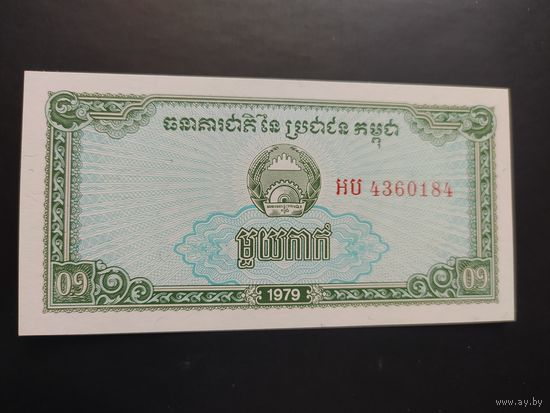 ធនាគារជាតិនៃ ប្រជាជន កម្ពុជា
អប 4360184
មួយកាក់
០១ 1979 ០១
www.ay.by